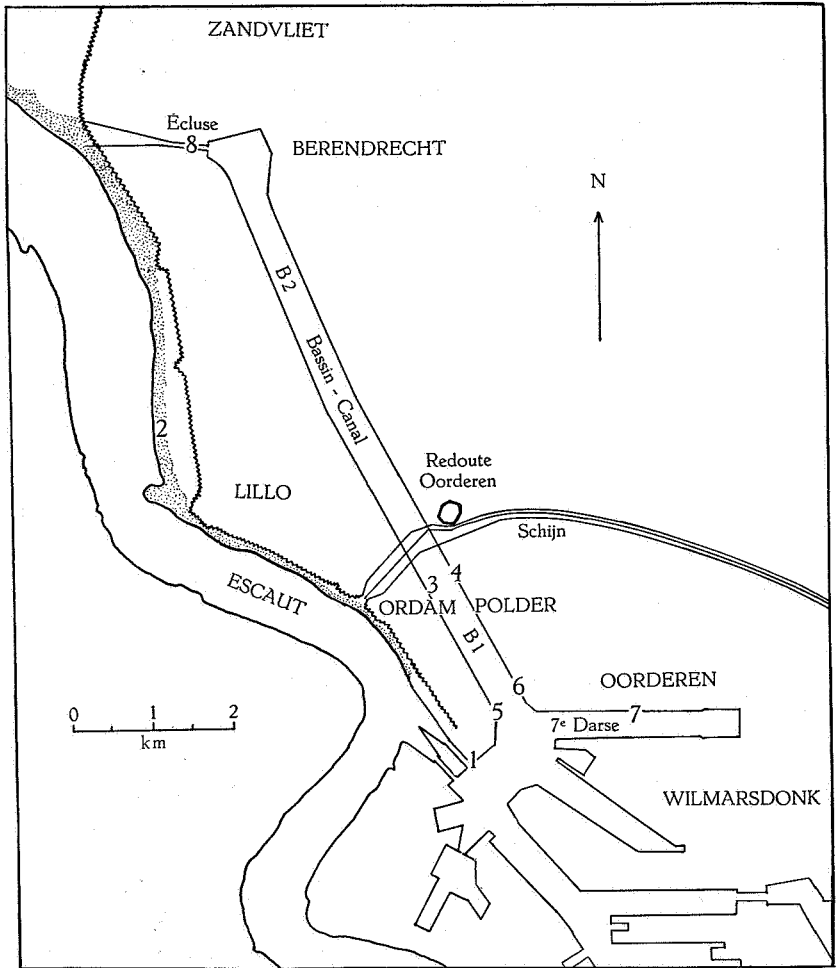 ZANDVLIET
Écluse
8
BERENDRECHT
N
B2
Bassin - Canal
2
Redoute
Oorderen
LILLO
Schijn
ESCAUT
3
4
ORDAM POLDER
B1
6
OORDEREN
0 1 2
km
5
7e Darse
7
1
WILMARSDONK